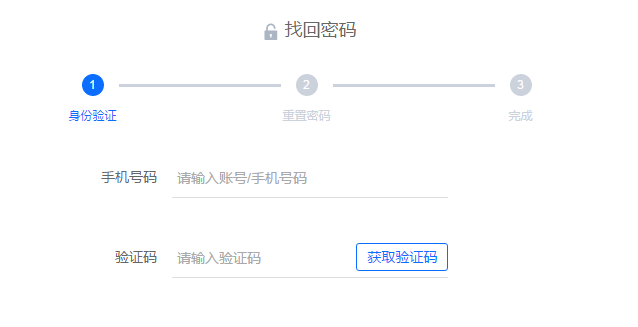 找回密码
1 2 3
身份验证 重置密码 完成
手机号码 请输入账号/手机号码
验证码 请输入验证码 获取验证码